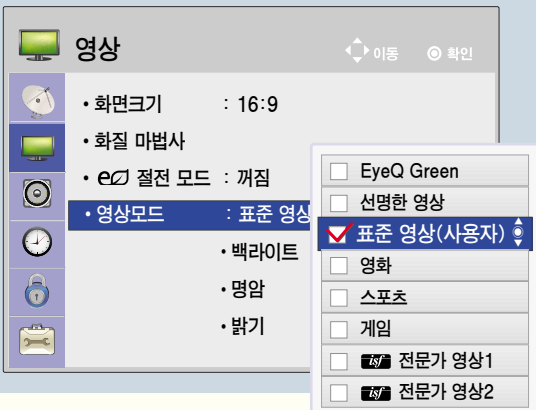 영상
이동 확인
• 화면크기 : 16:9
• 화질 마법사
• e 절전 모드 : 꺼짐
• 영상모드 : 표준 영상
• 백라이트
• 명암
• 밝기
EyeQ Green
선명한 영상
표준 영상(사용자)
영화
스포츠
게임
isf 전문가 영상1
isf 전문가 영상2